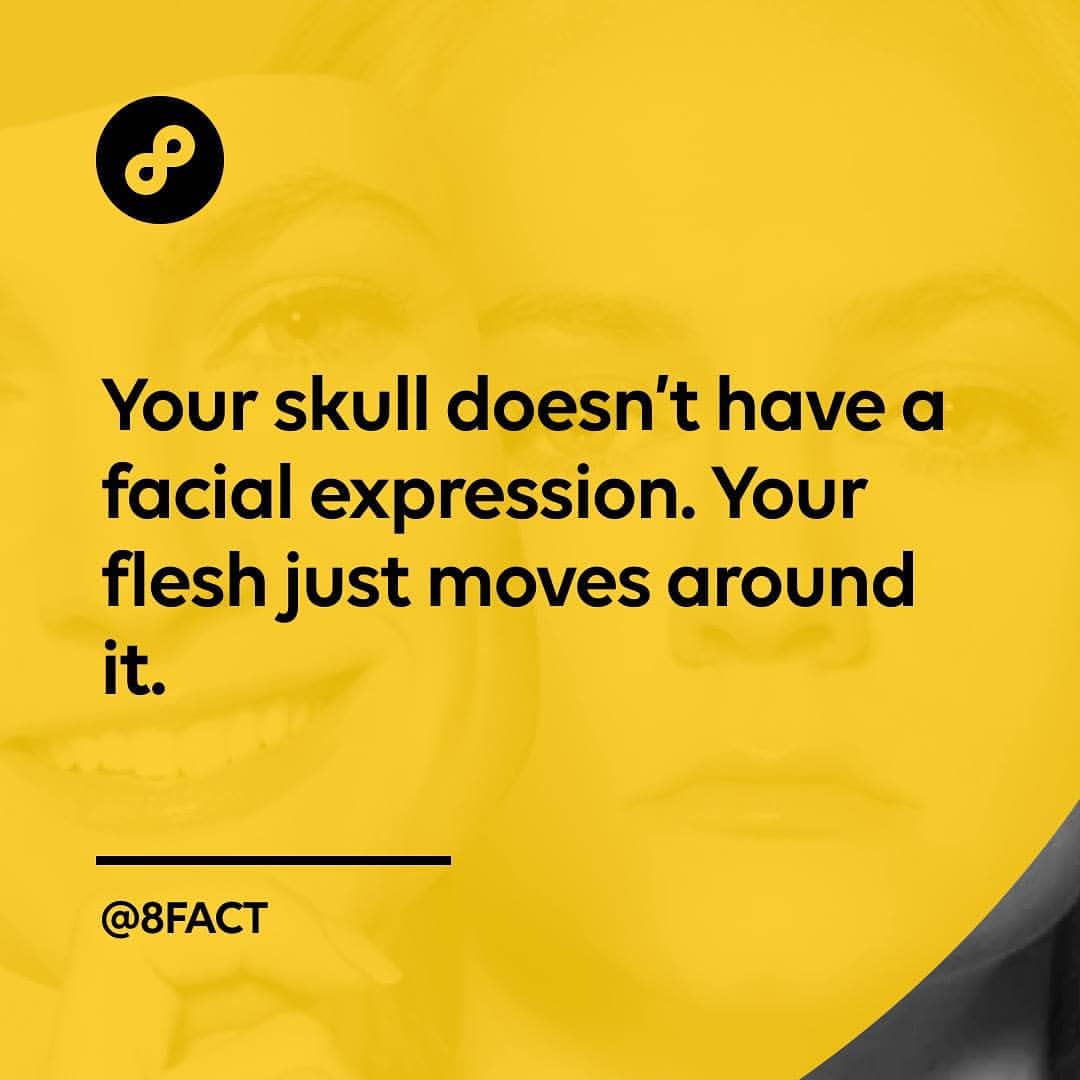 Your skull doesn't have a
facial expression. Your
flesh just moves around
it.
@8FACT